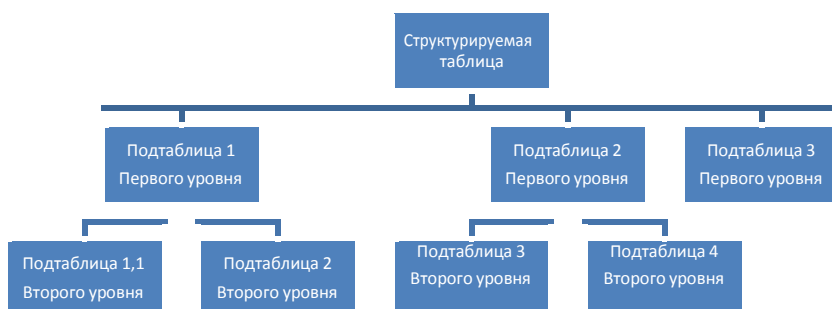 Структурируемая
таблица
Подтаблица 1
Первого уровня
Подтаблица 2
Первого уровня
Подтаблица 3
Первого уровня
Подтаблица 1,1
Второго уровня
Подтаблица 2
Второго уровня
Подтаблица 3
Второго уровня
Подтаблица 4
Второго уровня